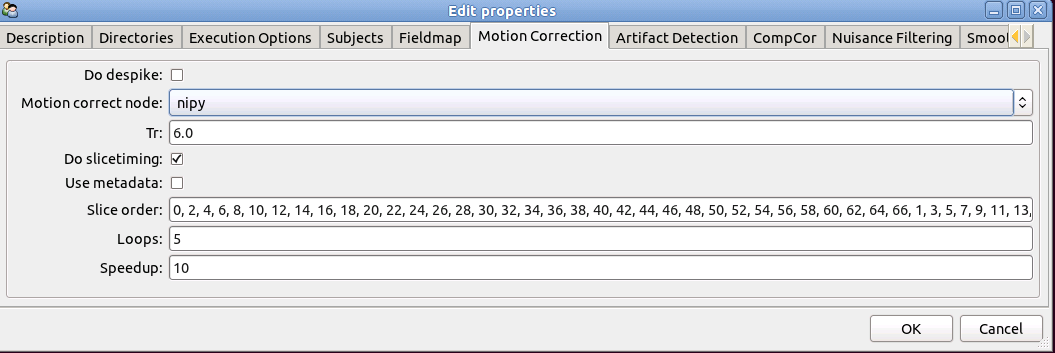 Edit properties
Description Directories Execution Options Subjects Fieldmap Motion Correction Artifact Detection CompCor Nuisance Filtering Smoo
Do despike:
Motion correct node: nipy
Tr: 6.0
Do slicetiming:
Use metadata:
Slice order: 0, 2, 4, 6, 8, 10, 12, 14, 16, 18, 20, 22, 24, 26, 28, 30, 32, 34, 36, 38, 40, 42, 44, 46, 48, 50, 52, 54, 56, 58, 60, 62, 64, 66, 1, 3, 5, 7, 9, 11, 13,
Loops: 5
Speedup: 10
OK Cancel